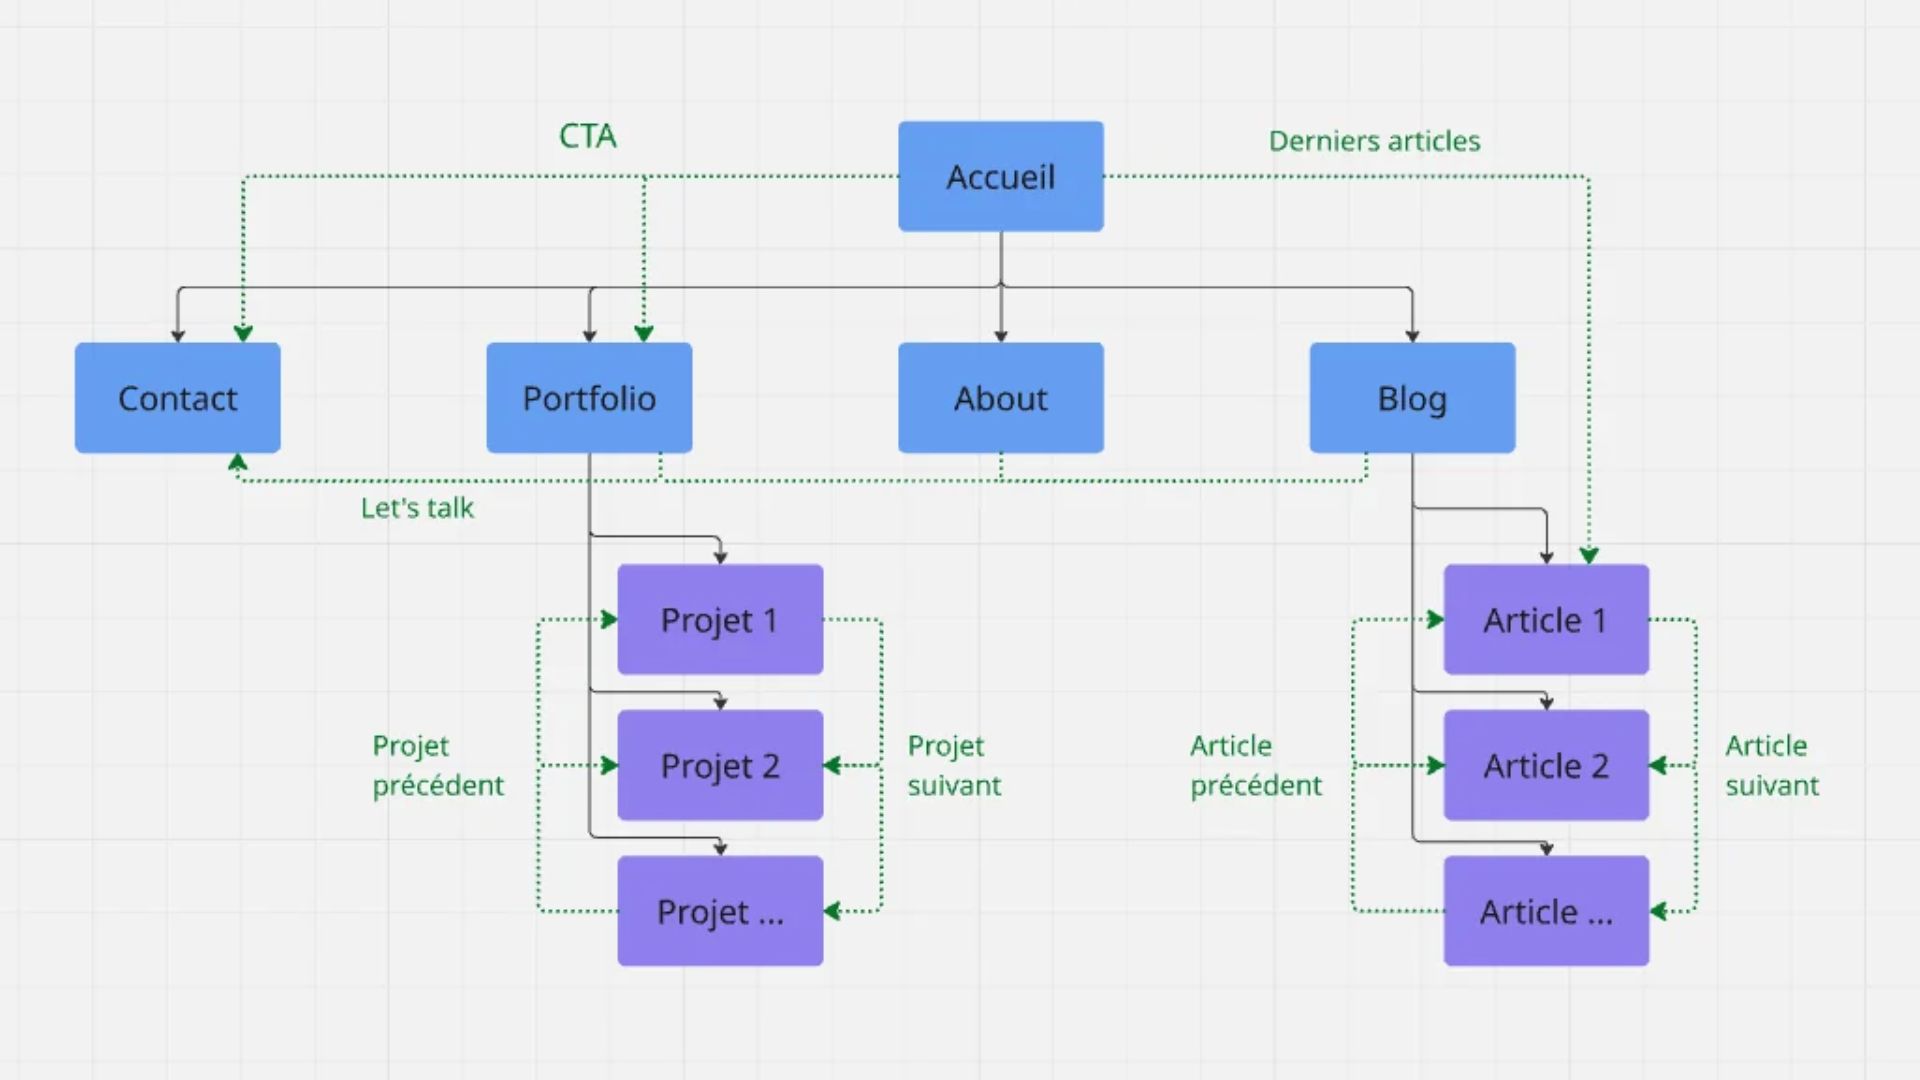 CTA
Accueil
Derniers articles
Contact
Portfolio
About
Blog
Let's talk
Projet 1
Article 1
Projet
précédent
Projet 2
Projet
suivant
Article
précédent
Article 2
Article
suivant
Projet ...
Article ...